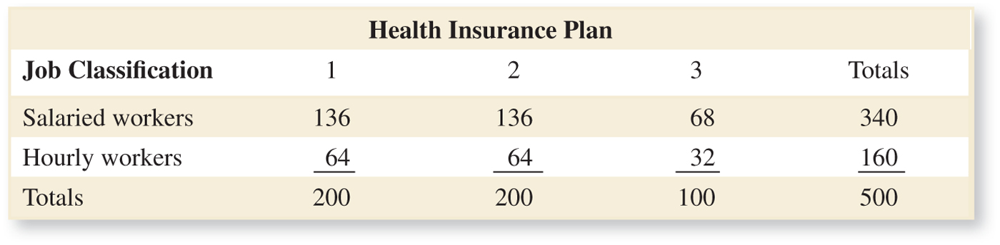 Health Insurance Plan
Job Classification 1 2 3 Totals
Salaried workers 136 136 68 340
Hourly workers 64 64 32 160
Totals 200 200 100 500